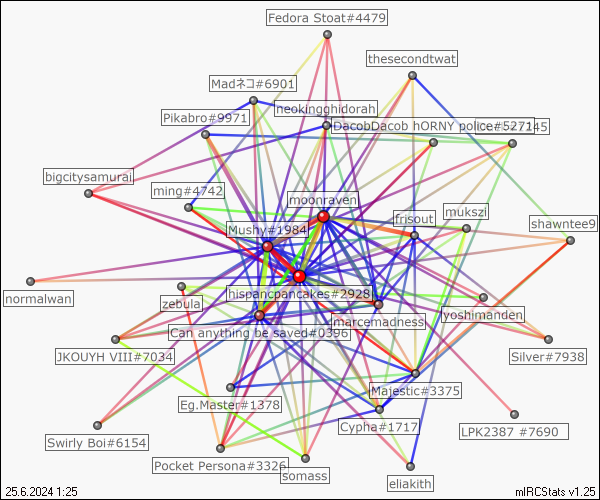 Fedora Stoat#4479
thesecondtwat
Madネコ#6901
neokingghidorah
Pikabro#9971
DacobDacob hORNY police#5271
2145
bigcitysamurai
ming#4742
moonraven
mukszi
frisout
shawntee9
Mushy#1984
hispancpancakes#2928
normalwan
zebula
yoshimanden
marcemadness
Can anything be saved#0396
JKOUYH VIII#7034
Silver#7938
Majestic#3375
Eg.Master#1378
Cypha#1717
LPK2387 #7690
Swirly Boi#6154
Pocket Persona#3326
somass
eliakith
25.6.2024 1:25
mIRCStats v1.25